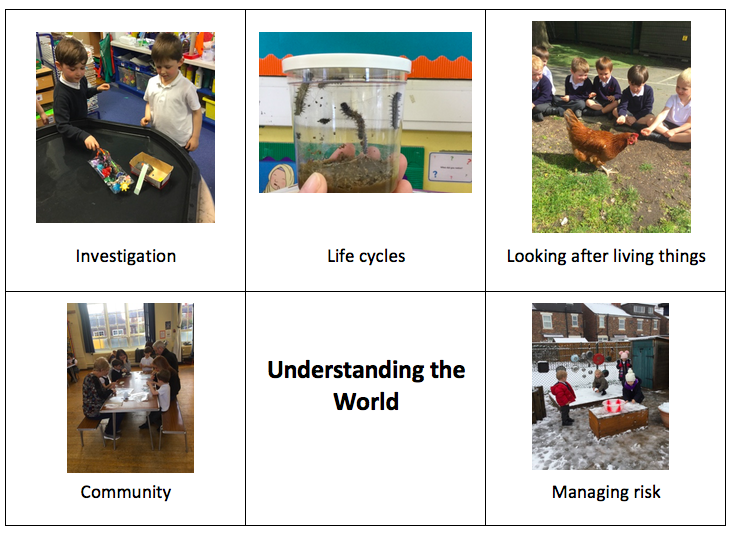 Investigation
Life cycles
Looking after living things
Community
Understanding the
World
Managing risk